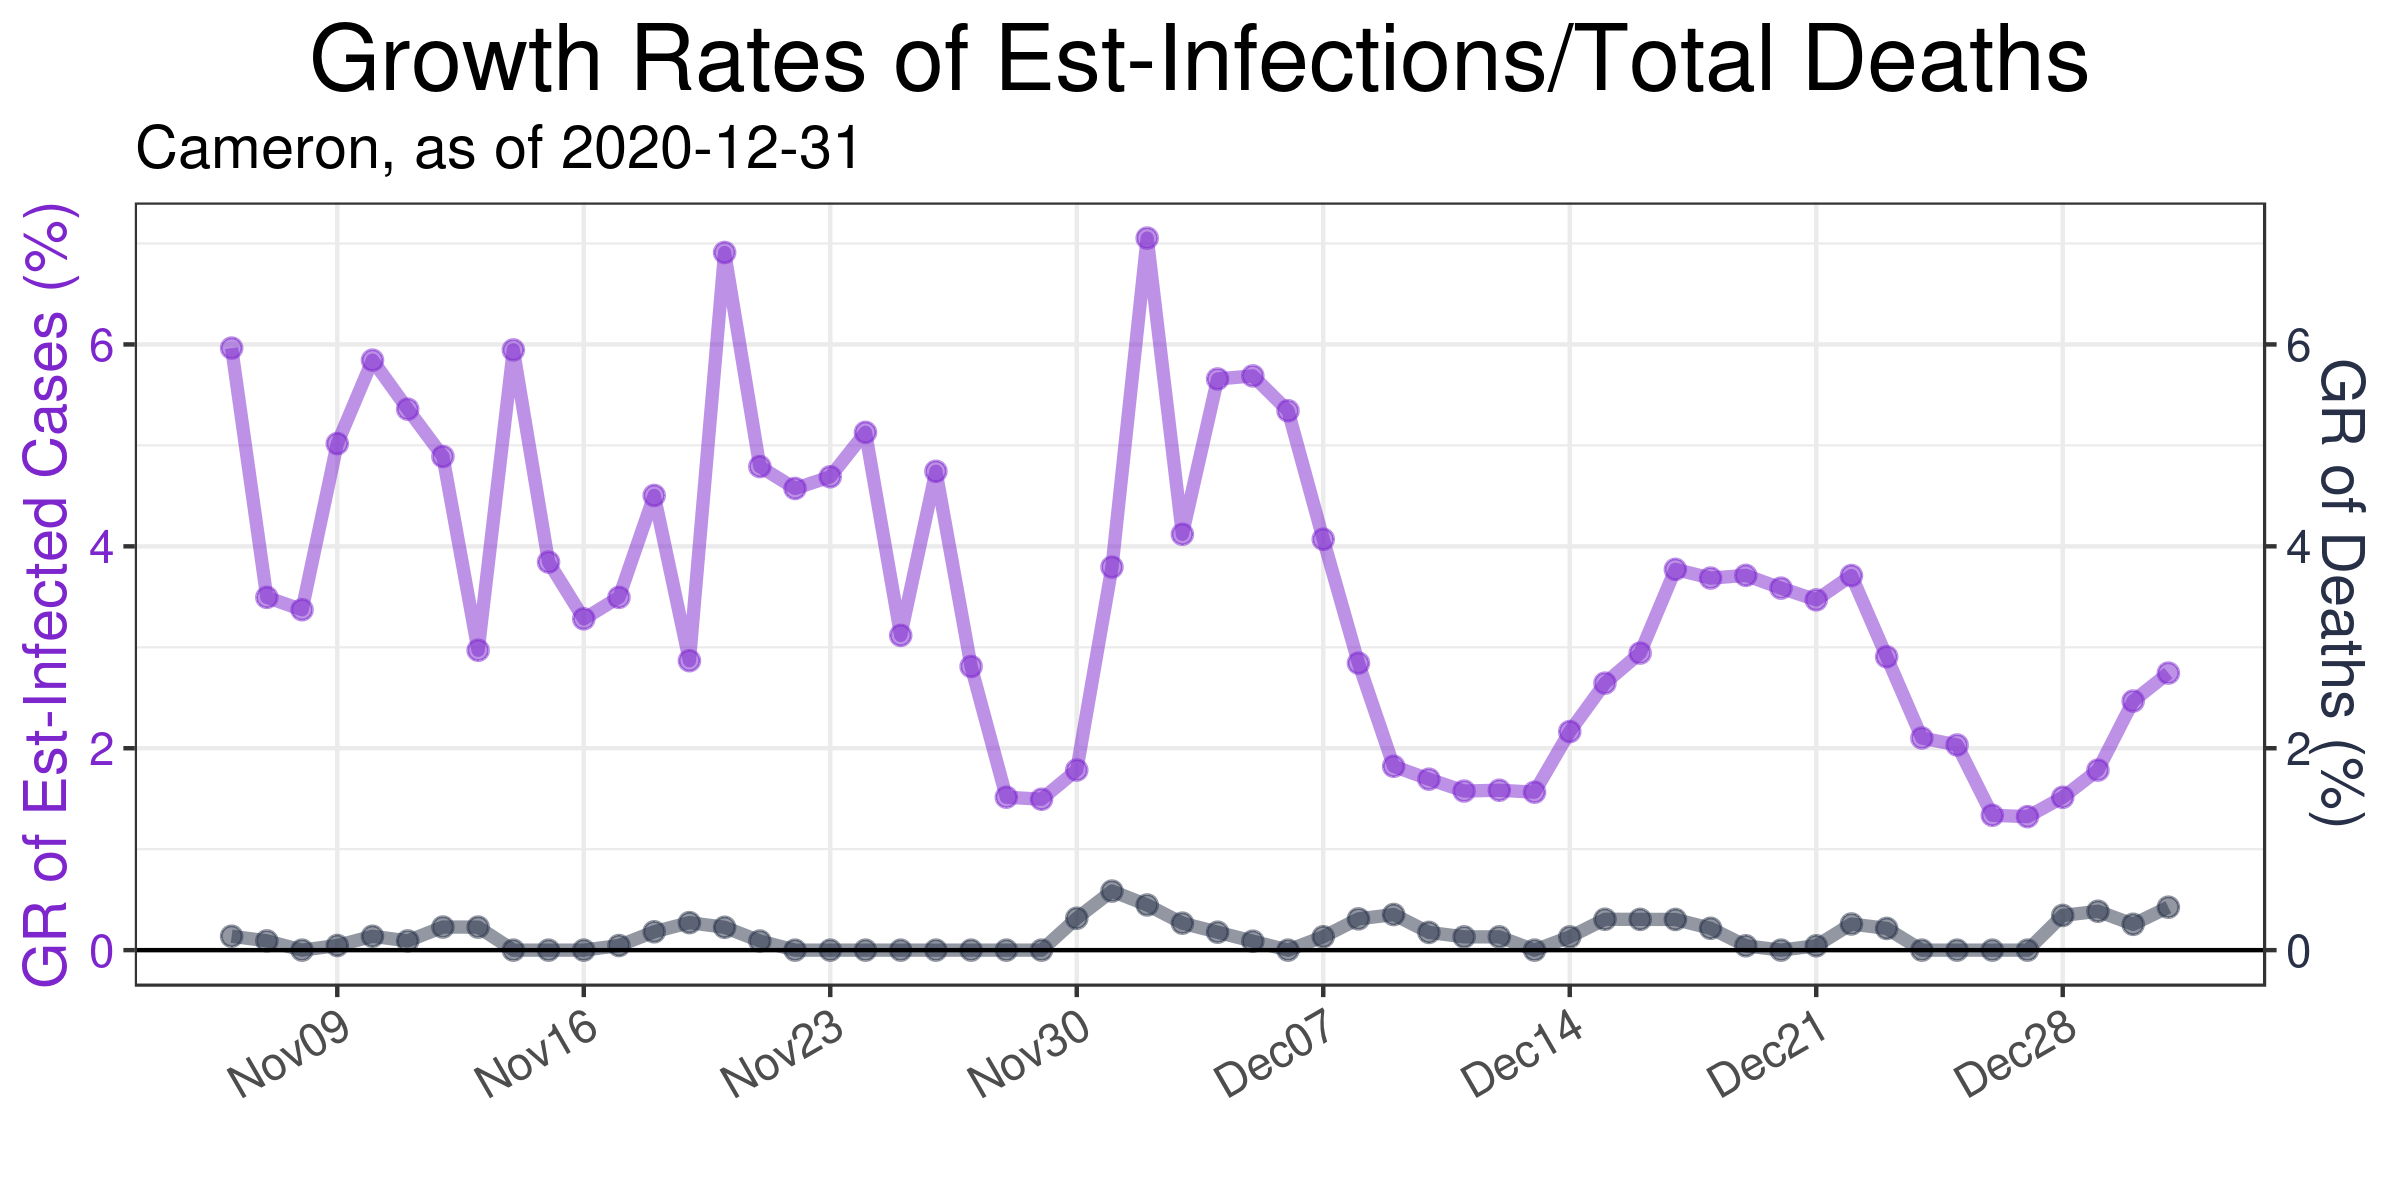 Growth Rates of Est-Infections/Total Deaths
Cameron, as of 2020-12-31
GR of Est-Infected Cases (%)
6
4
2
0
6
4
2
0
GR of Deaths (%)
Nov09
Nov16
Nov23
Nov30
Dec07
Dec14
Dec21
Dec28